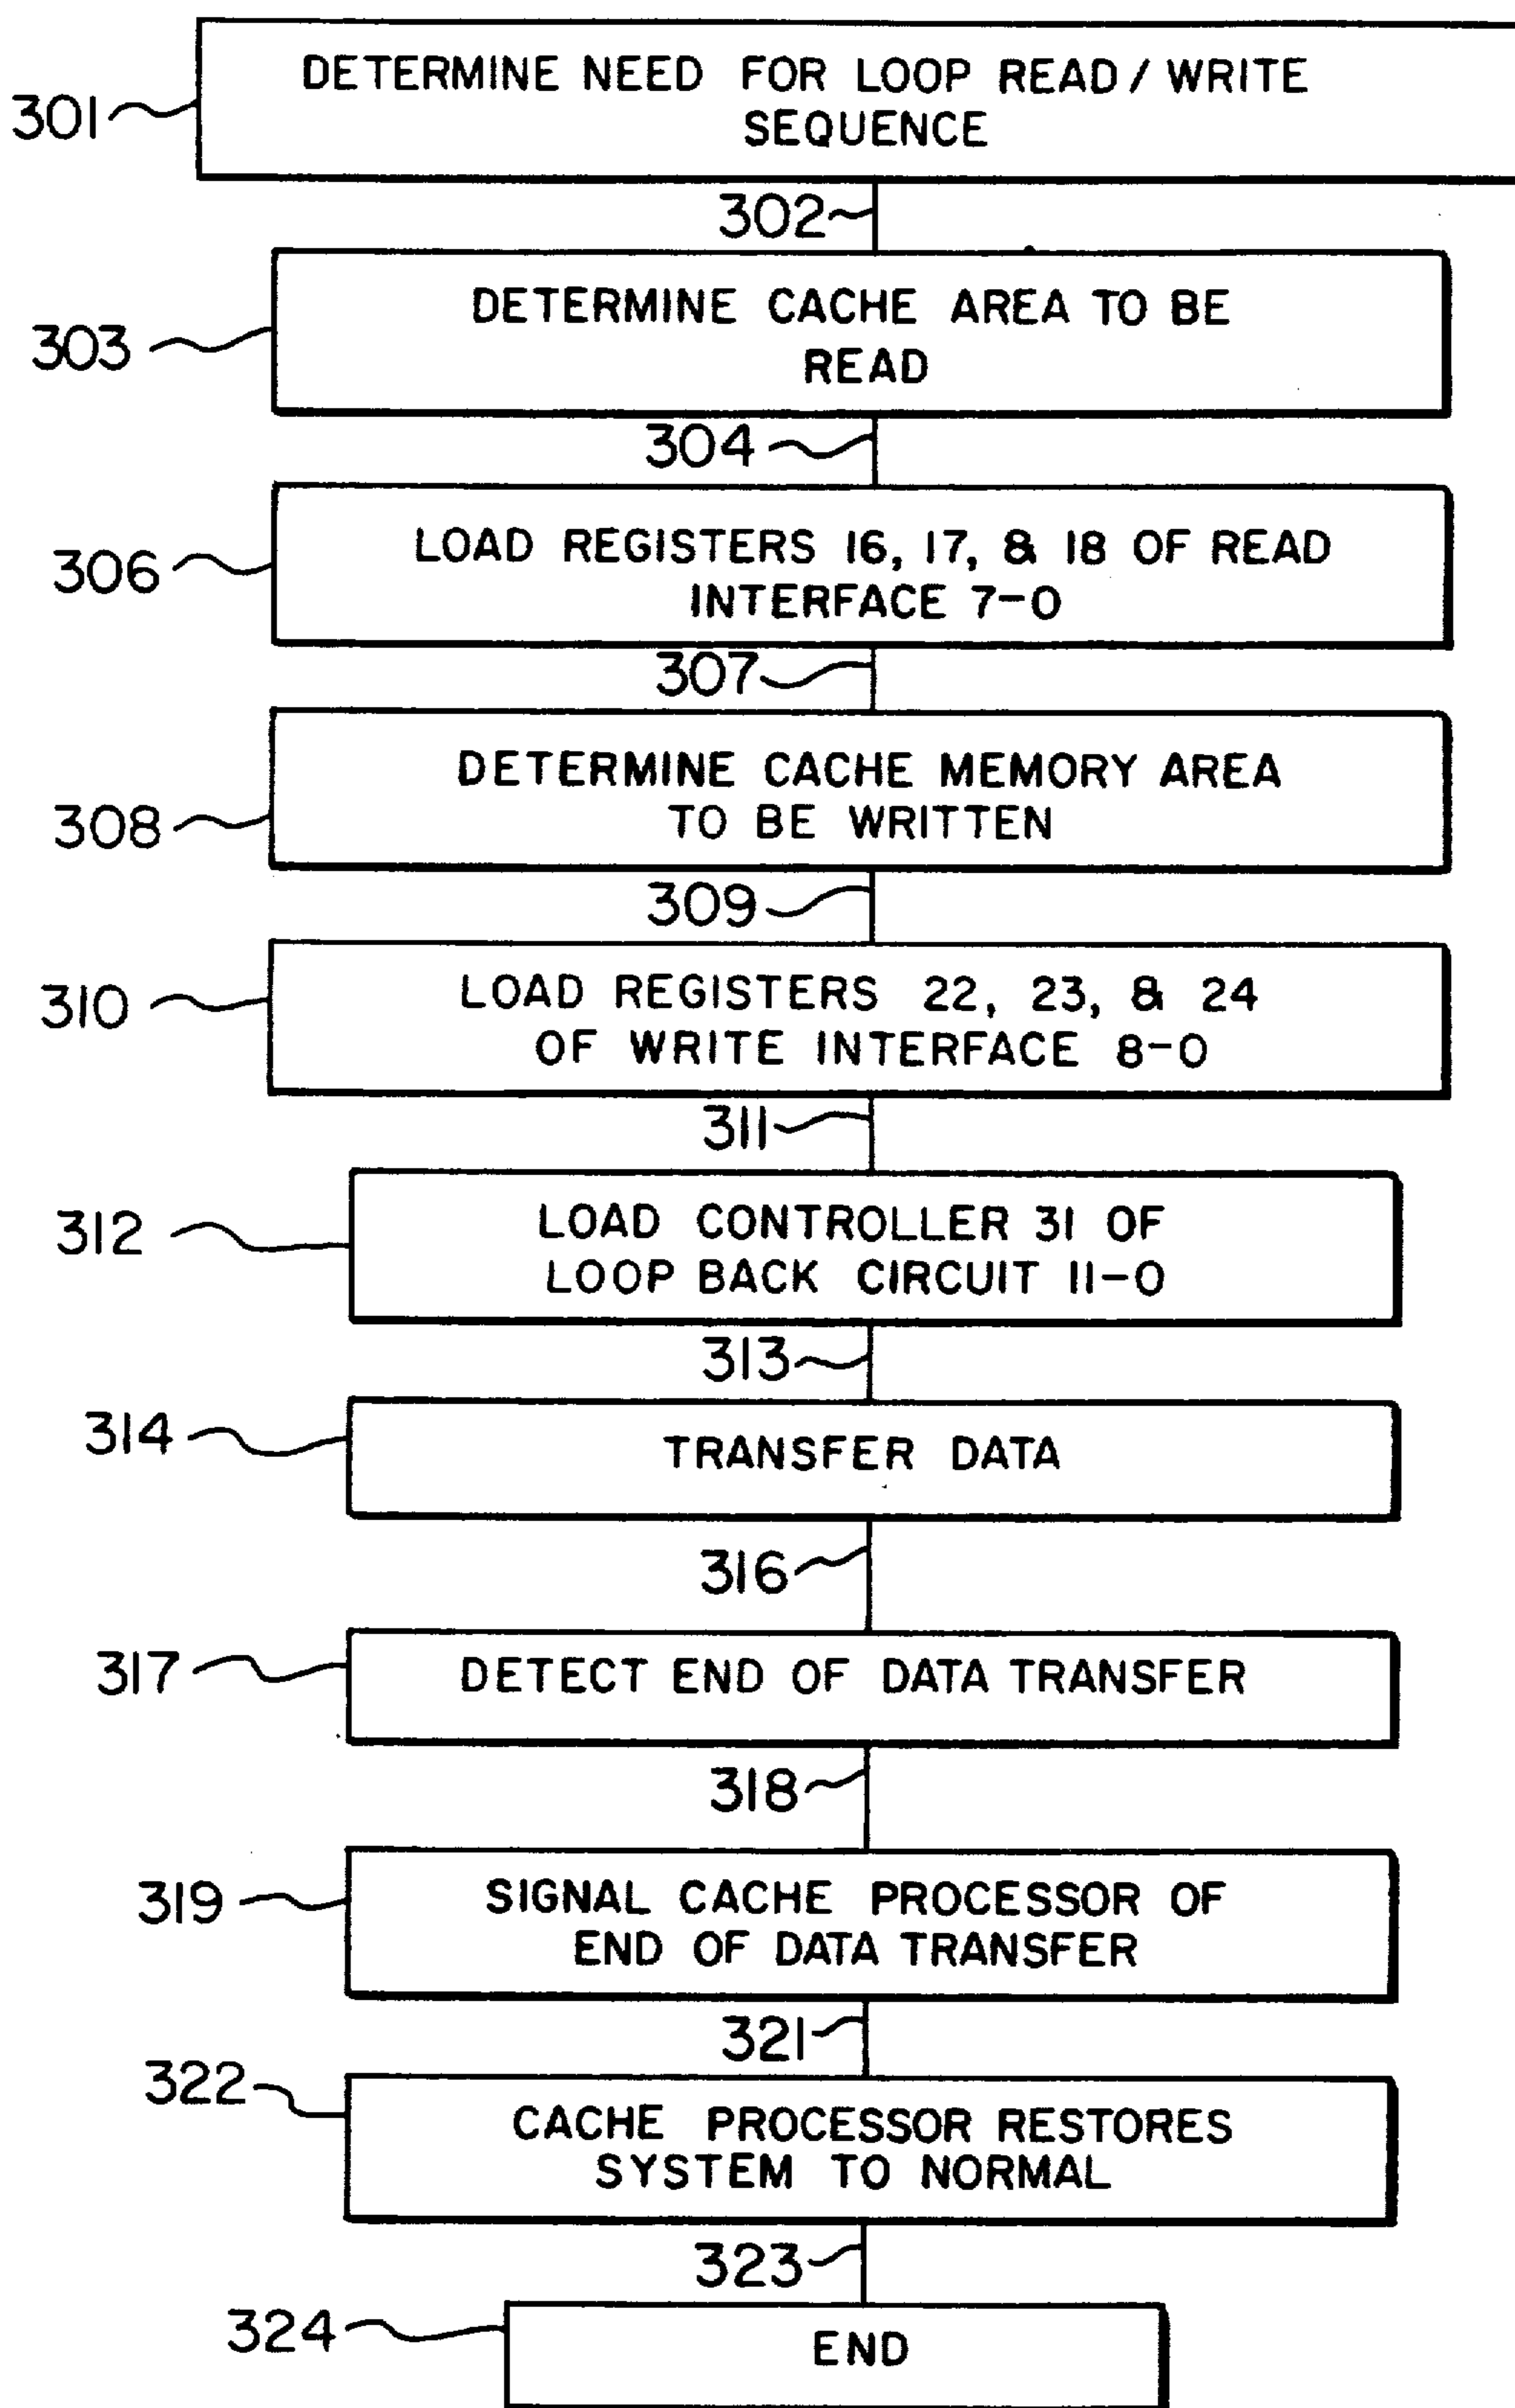 DETERMINE NEED FOR LOOP READ / WRITE
SEQUENCE
301
302
DETERMINE CACHE AREA TO BE
READ
303
304
LOAD REGISTERS 16, 17, & 18 OF READ
INTERFACE 7-0
306
307
DETERMINE CACHE MEMORY AREA
TO BE WRITTEN
308
309
LOAD REGISTERS 22, 23, & 24
OF WRITE INTERFACE 8-0
310
311
LOAD CONTROLLER 31 OF
LOOP BACK CIRCUIT 11-0
312
313
TRANSFER DATA
314
316
DETECT END OF DATA TRANSFER
317
318
SIGNAL CACHE PROCESSOR OF
END OF DATA TRANSFER
319
321
CACHE PROCESSOR RESTORES
SYSTEM TO NORMAL
322
323
END
324